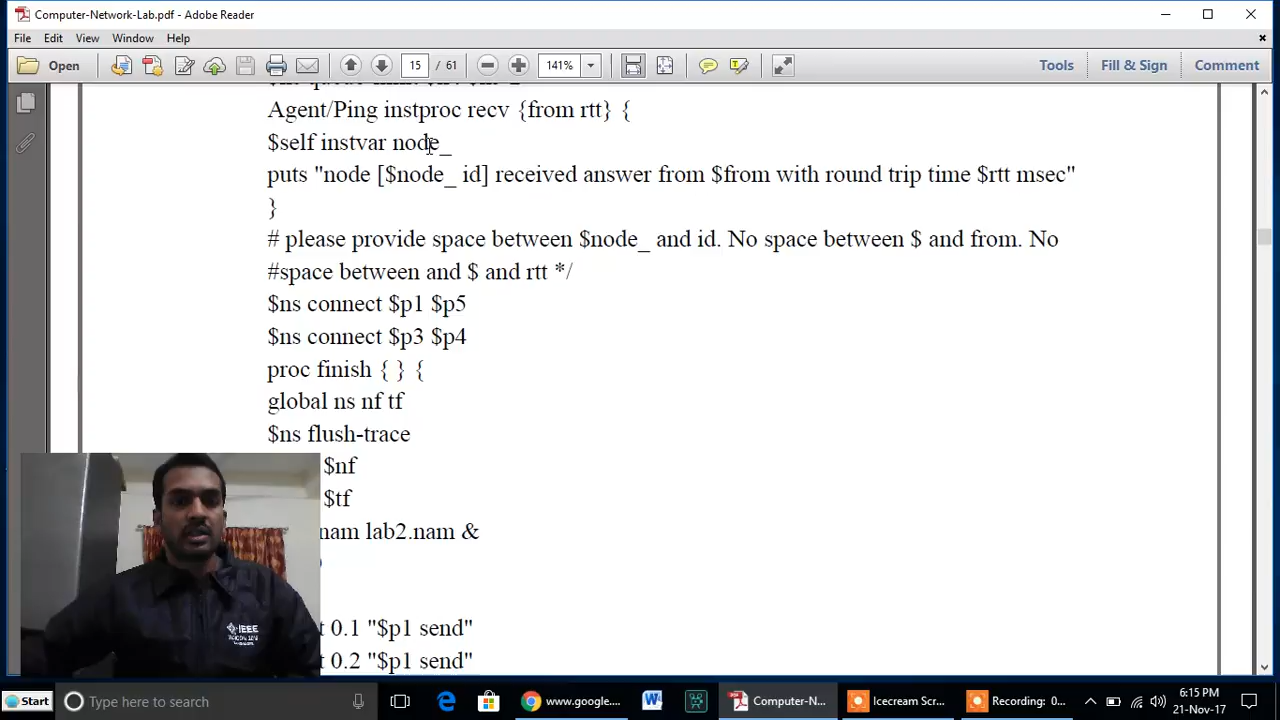 Computer-Network-Lab.pdf - Adobe Reader
File Edit View Window Help
Open 15 / 61 141% Tools Fill & Sign Comment
Agent/Ping instproc recv {from rtt} {
$self instvar node_
puts "node [$node_ id] received answer from $from with round trip time $rtt msec"
}
# please provide space between $node_ and id. No space between $ and from. No
#space between and $ and rtt */
$ns connect $p1 $p5
$ns connect $p3 $p4
proc finish { } {
global ns nf tf
$ns flush-trace
$nf
$tf
nam lab2.nam &
t 0.1 "$p1 send"
IEEE
t 0.2 "$p1 send"
Start Type here to search www.google.... Computer-N... Icecream Scr... Recording: 0... 6:15 PM
21-Nov-17